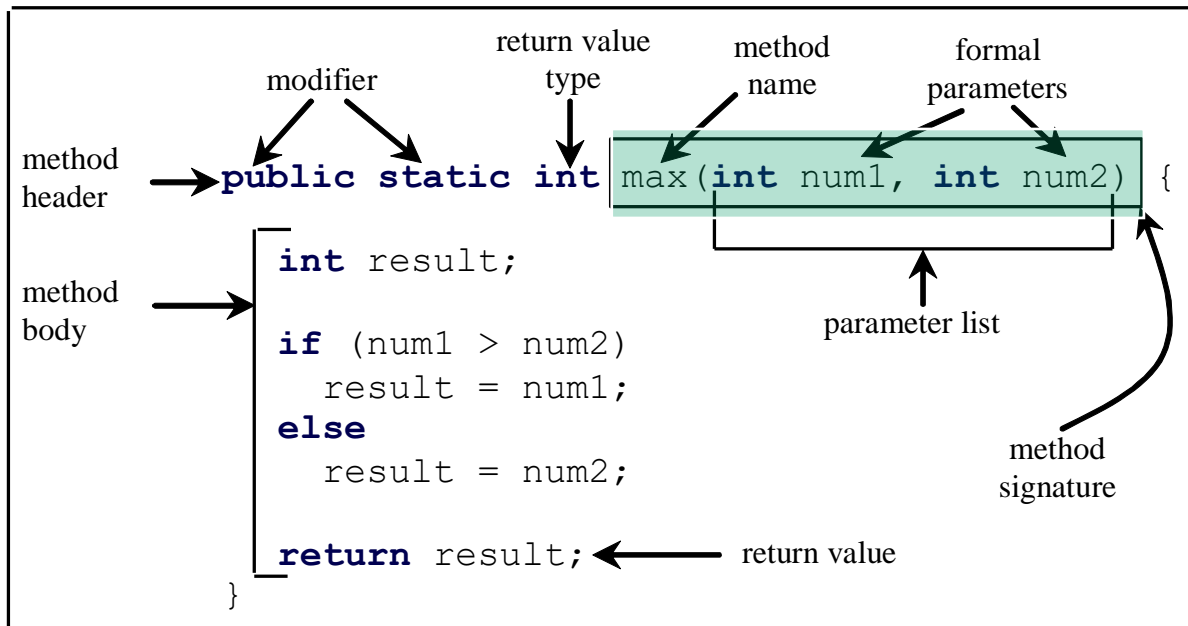 return value
type
method
name
formal
parameters
modifier
method
header
public static int max(int num1, int num2) {
method
body
int result;
parameter list
if (num1 > num2)
result = num1;
else
result = num2;
method
signature
return result;
return value
}